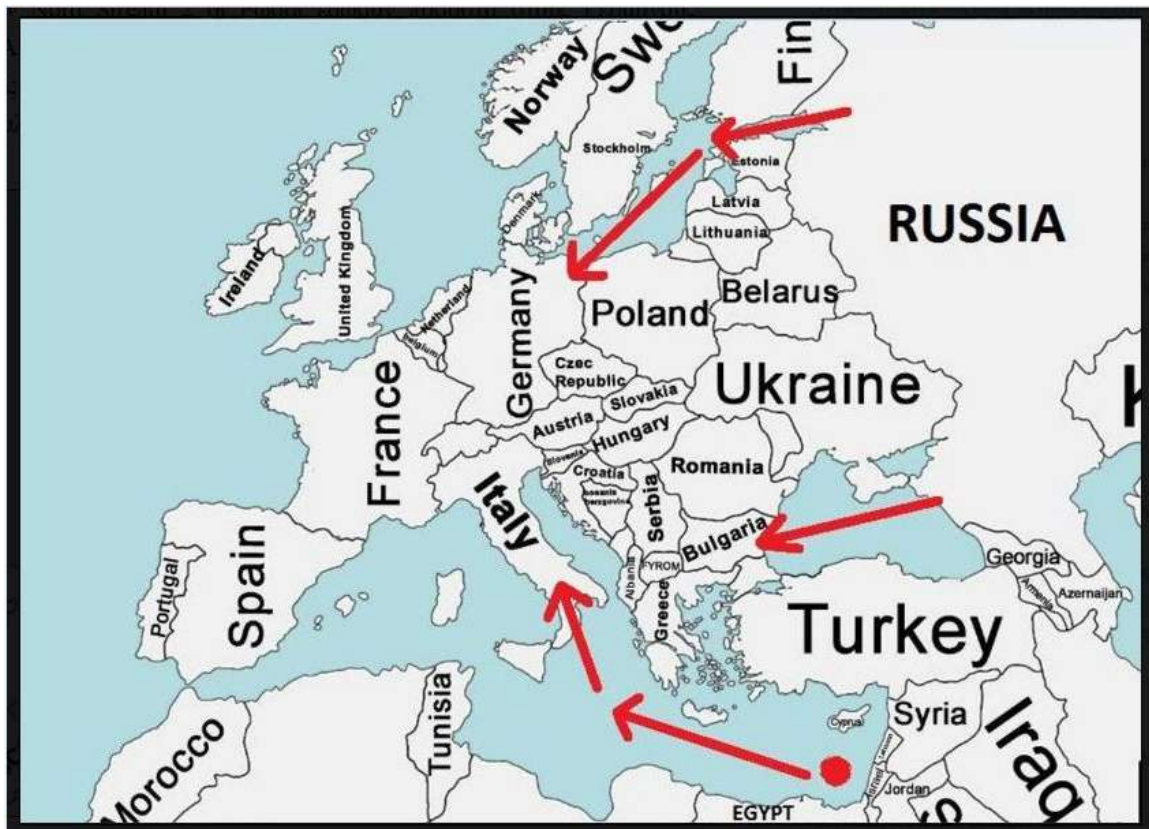 Norway
Swe
Fin
Stockholm
Estonia
Latvia
Lithuania
RUSSIA
Denmark
Ireland
United Kingdom
Netherland
Belgium
Germany
Poland
Belarus
Czec
Republic
Slovakia
Ukraine
K
France
Austria
Hungary
Slovenia
Croatia
Romania
Italy
Serbia
Bulgaria
Portugal
Spain
Albania
FYROM
Greece
Georgia
Armenia
Azernaijan
Turkey
Tunisia
Morocco
Cyprus
Syria
Iraq
Israel
Jordan
EGYPT
S